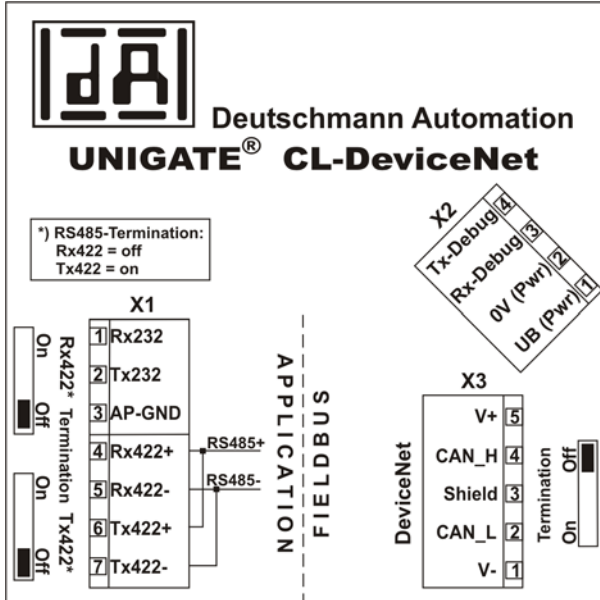 dA
Deutschmann Automation
UNIGATE® CL-DeviceNet
*) RS485-Termination:
Rx422 = off
Tx422 = on
X2
4 Tx-Debug
3 Rx-Debug
2 0V (Pwr)
1 UB (Pwr)
X1
1 Rx232
2 Tx232
3 AP-GND
4 Rx422+
5 Rx422-
6 Tx422+
7 Tx422-
On
Off
Rx422* Termination Tx422*
On
Off
RS485+
RS485-
APPLICATION
FIELDBUS
X3
DeviceNet
V+ 5
CAN_H 4
Shield 3
CAN_L 2
V- 1
Termination
On Off